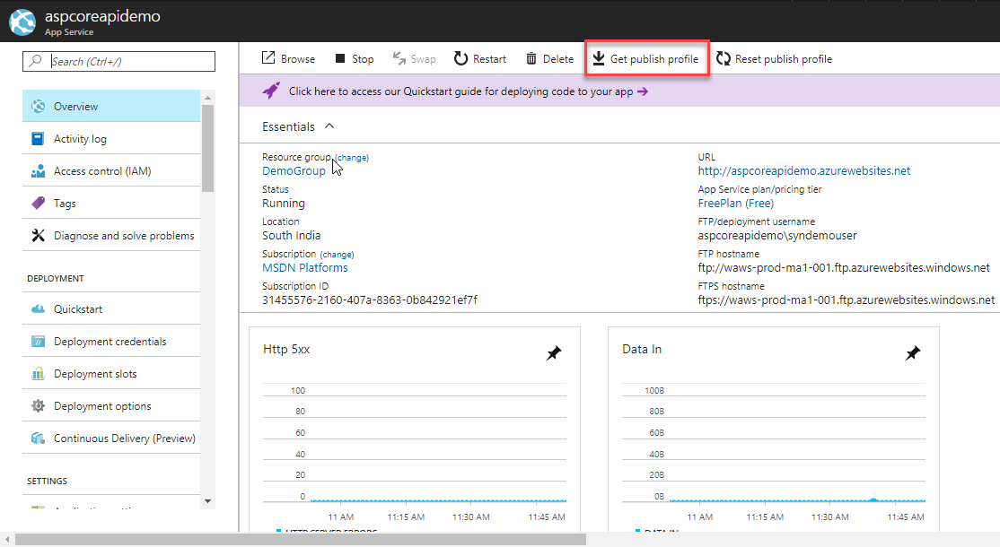 aspcoreapidemo
App Service
Search (Ctrl+/)
Browse Stop Swap Restart Delete Get publish profile Reset publish profile
Click here to access our Quickstart guide for deploying code to your app →
Overview
Activity log
Access control (IAM)
Tags
Diagnose and solve problems
DEPLOYMENT
Quickstart
Deployment credentials
Deployment slots
Deployment options
Continuous Delivery (Preview)
SETTINGS
Essentials
Resource group (change)
DemoGroup
Status
Running
Location
South India
Subscription (change)
MSDN Platforms
Subscription ID
31455576-2160-407a-8363-0b842921ef7f
URL
http://aspcoreapidemo.azurewebsites.net
App Service plan/pricing tier
FreePlan (Free)
FTP/deployment username
aspcoreapidemo\syndemouser
FTP hostname
ftp://waws-prod-ma1-001.ftp.azurewebsites.windows.net
FTPS hostname
ftps://waws-prod-ma1-001.ftp.azurewebsites.windows.net
Http 5xx
100
80
60
40
20
0
11 AM 11:15 AM 11:30 AM 11:45 AM
HTTP SERVER ERRORS
Data In
100B
80B
60B
40B
20B
0B
11 AM 11:15 AM 11:30 AM 11:45 AM
DATA IN